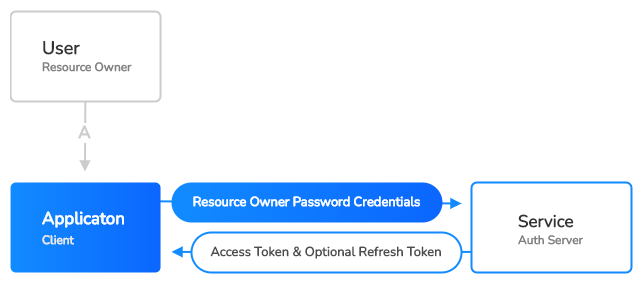 User
Resource Owner
A
Applicaton
Client
Resource Owner Password Credentials
Access Token & Optional Refresh Token
Service
Auth Server